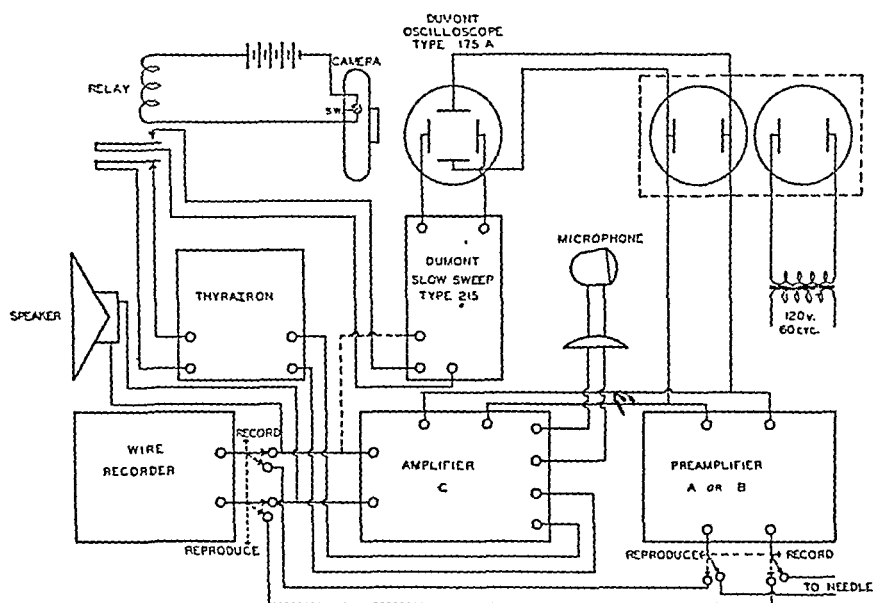 DUMONT
OSCILLOSCOPE
TYPE 175 A
CAMERA
RELAY
SW.
MICROPHONE
DUMONT
SLOW SWEEP
TYPE 215
THYRATRON
SPEAKER
120 V.
60 CYC.
WIRE
RECORDER
RECORD
REPRODUCE
AMPLIFIER
C
PREAMPLIFIER
A OR B
REPRODUCE
RECORD
TO NEEDLE